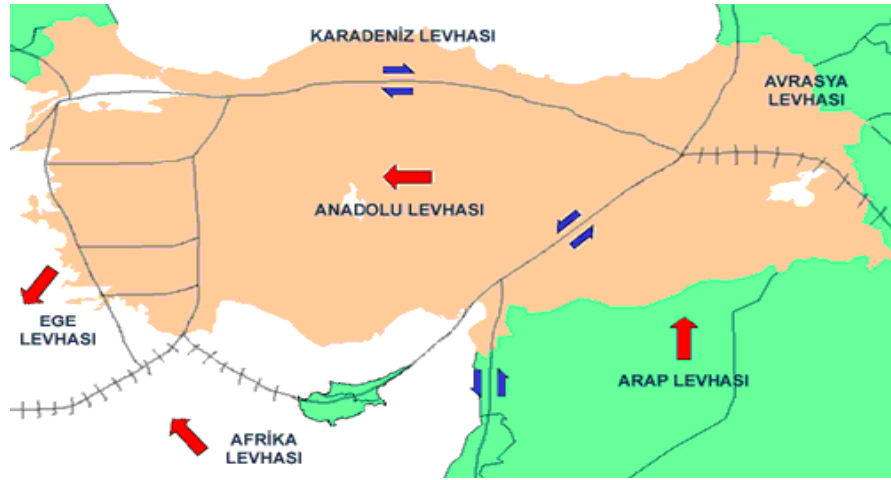 KARADENİZ LEVHASI
AVRASYA
LEVHASI
ANADOLU LEVHASI
EGE
LEVHASI
ARAP LEVHASI
AFRİKA
LEVHASI